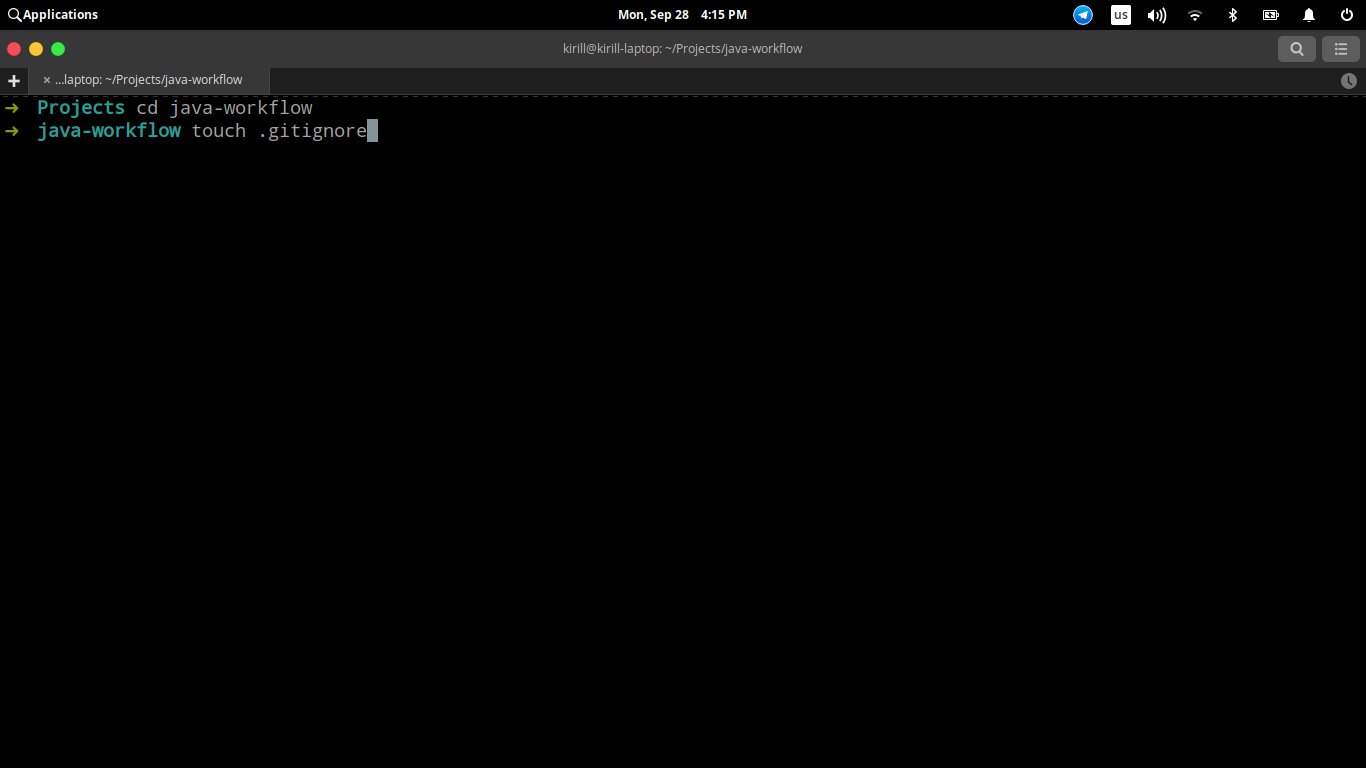 Applications
Mon, Sep 28 4:15 PM
us
kirill@kirill-laptop: ~/Projects/java-workflow
...laptop: ~/Projects/java-workflow
➜ Projects cd java-workflow
➜ java-workflow touch .gitignore